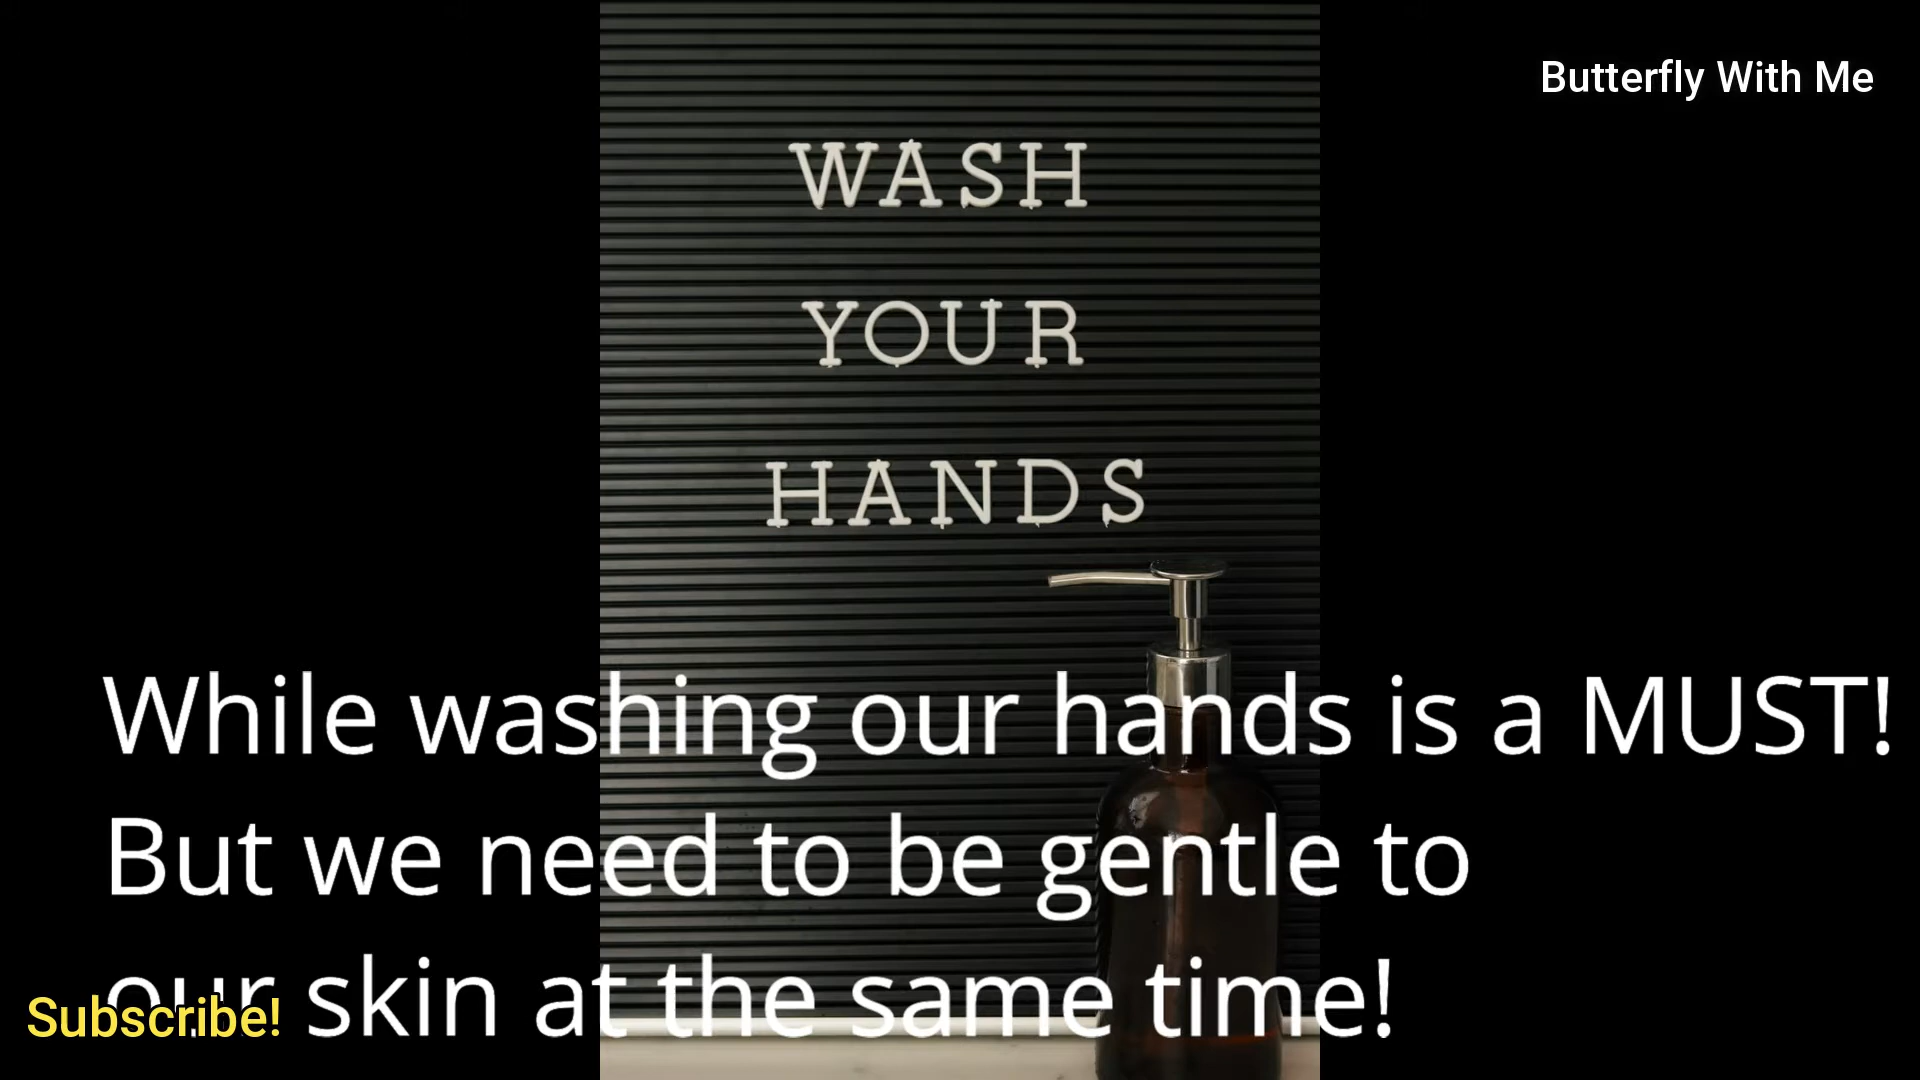 Butterfly With Me
WASH
YOUR
HANDS
While washing our hands is a MUST!
But we need to be gentle to
our skin at the same time!
Subscribe!